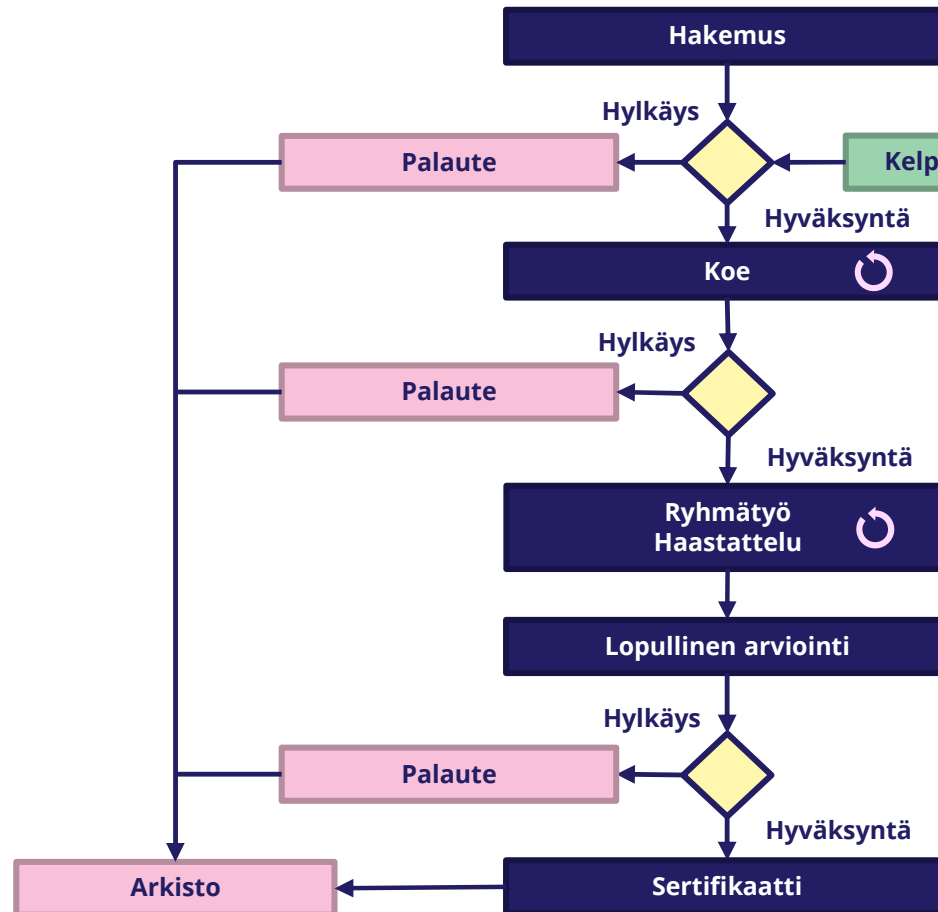 Hakemus
Hylkäys
Palaute
Hyväksyntä
Koe
Hylkäys
Palaute
Hyväksyntä
Ryhmätyö
Haastattelu
Lopullinen arviointi
Hylkäys
Palaute
Hyväksyntä
Arkisto
Sertifikaatti